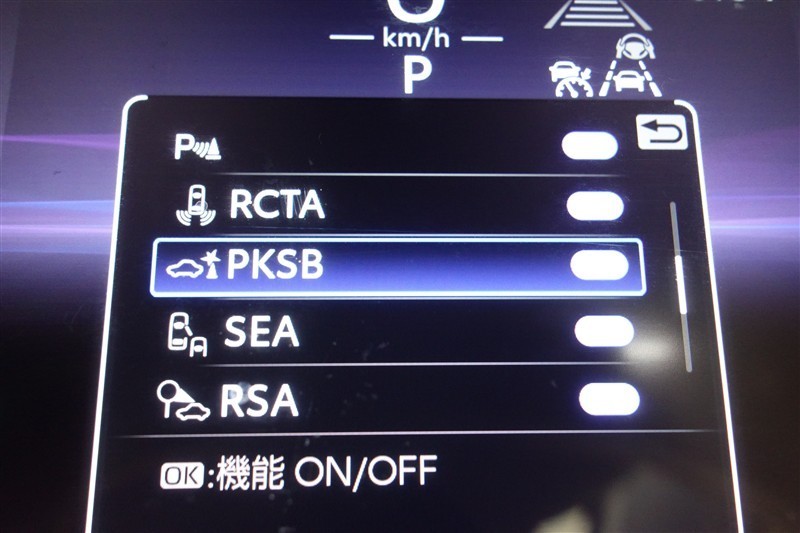 km/h
P
P
RCTA
PKSB
SEA
RSA
OK:機能 ON/OFF